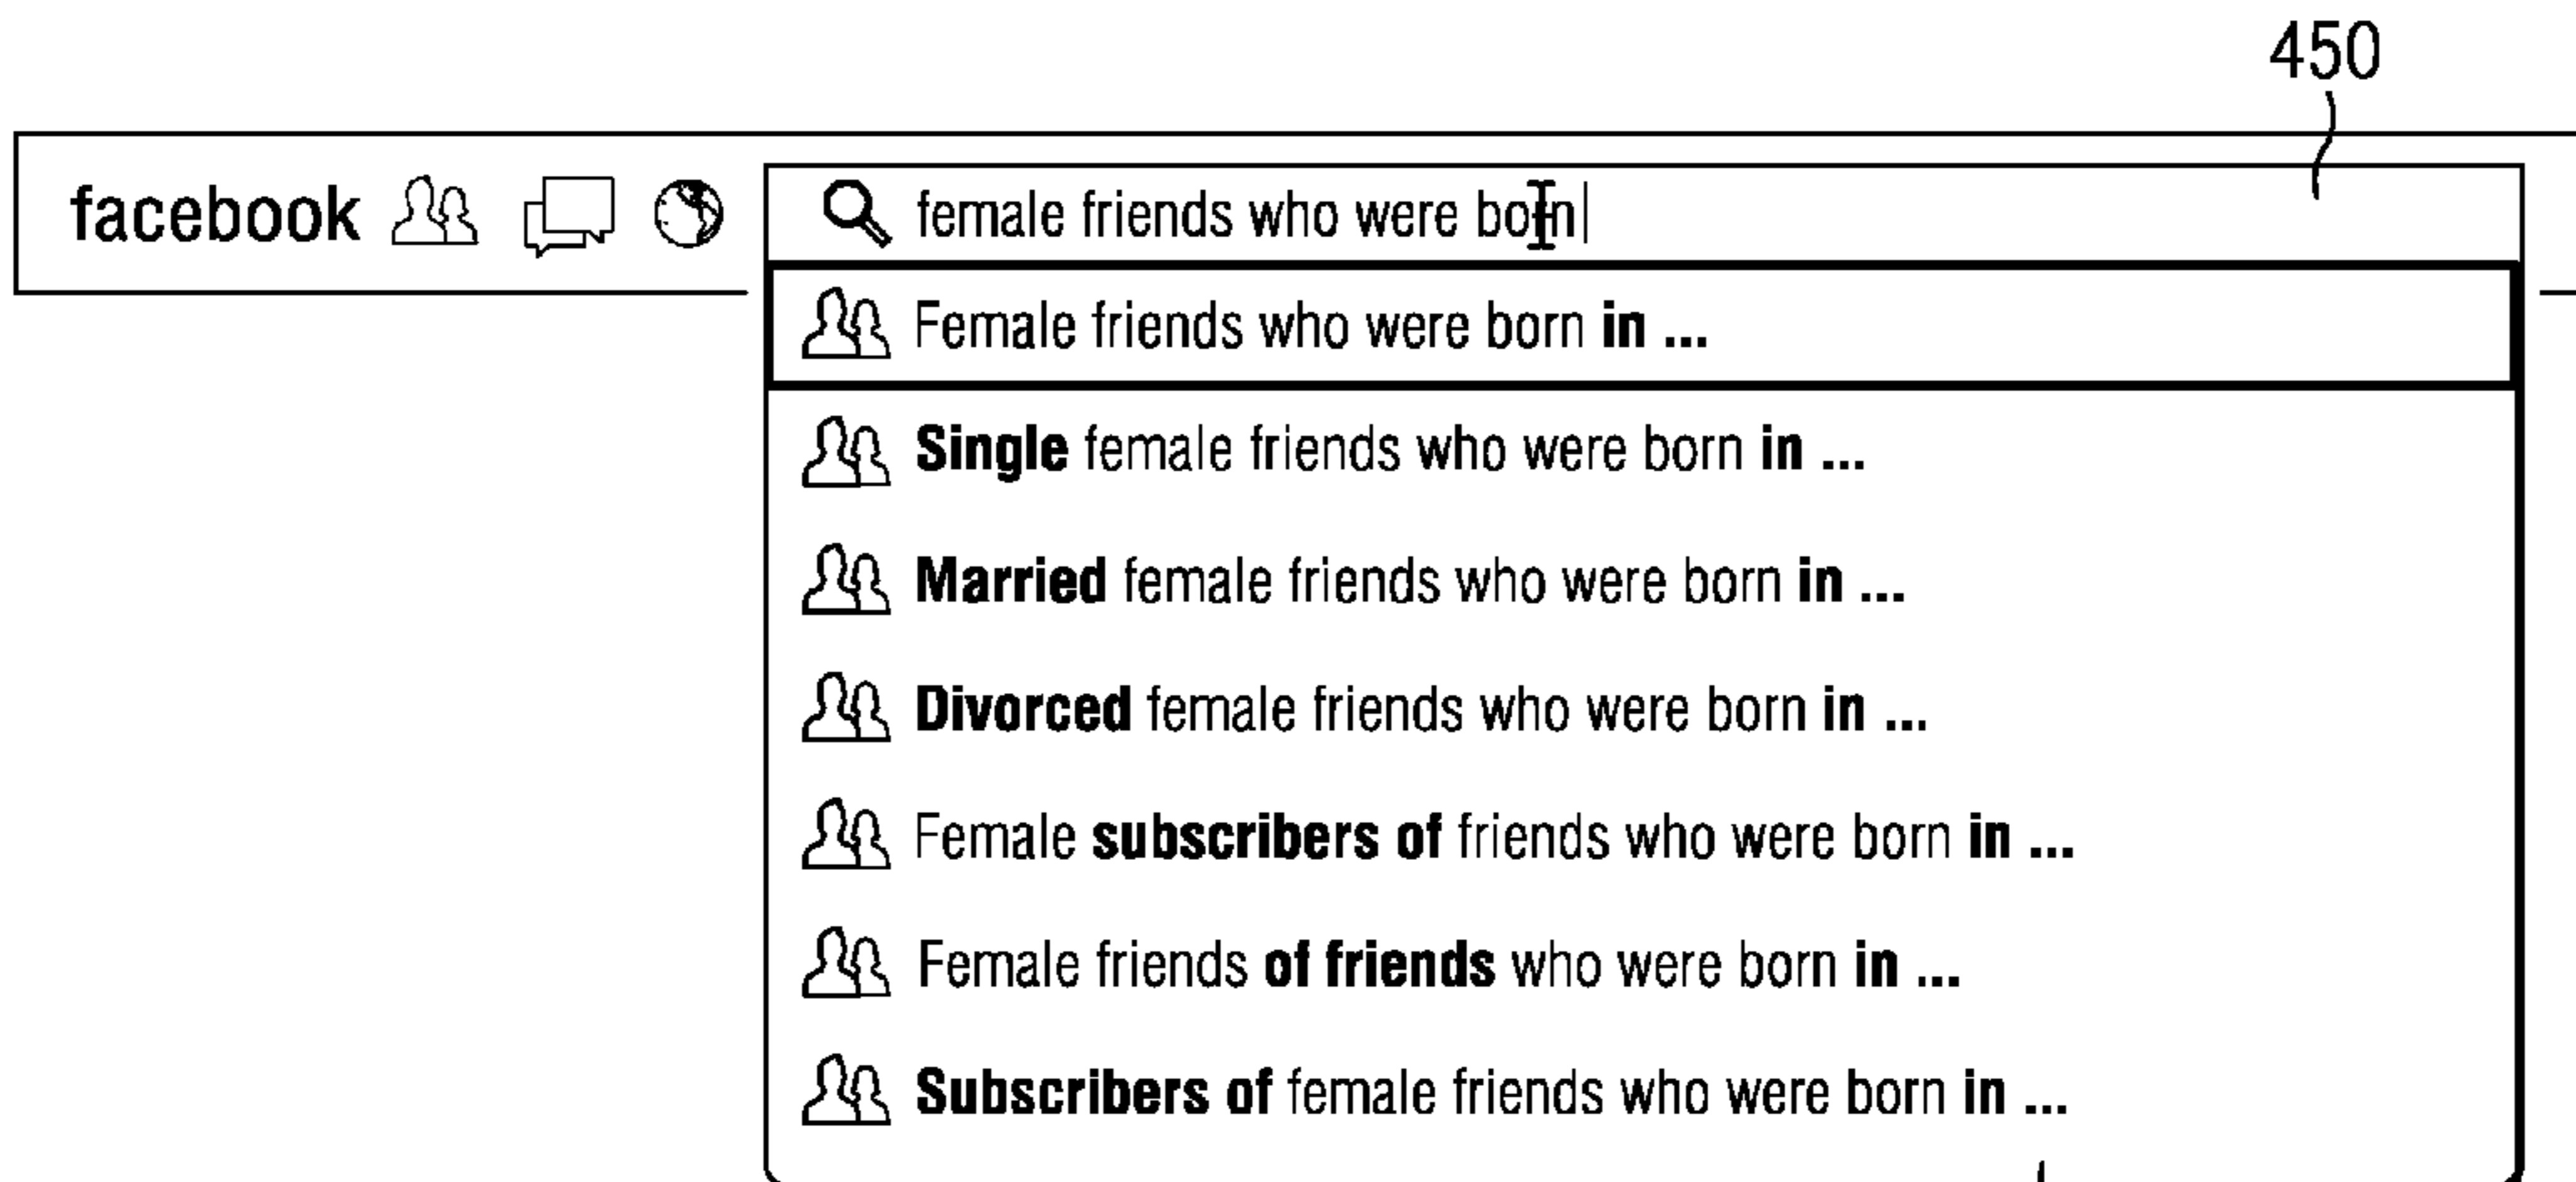 450
facebook female friends who were born
Female friends who were born in ...
Single female friends who were born in ...
Married female friends who were born in ...
Divorced female friends who were born in ...
Female subscribers of friends who were born in ...
Female friends of friends who were born in ...
Subscribers of female friends who were born in ...